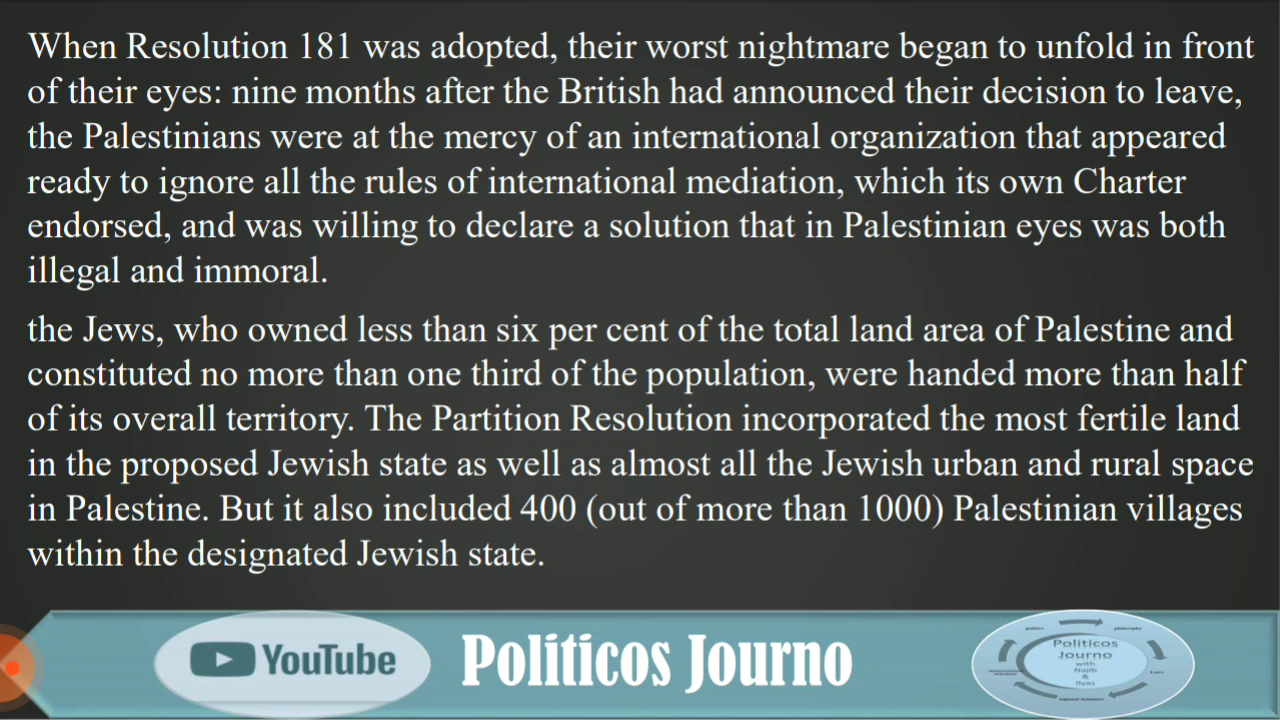 When Resolution 181 was adopted, their worst nightmare began to unfold in front
of their eyes: nine months after the British had announced their decision to leave,
the Palestinians were at the mercy of an international organization that appeared
ready to ignore all the rules of international mediation, which its own Charter
endorsed, and was willing to declare a solution that in Palestinian eyes was both
illegal and immoral.
the Jews, who owned less than six per cent of the total land area of Palestine and
constituted no more than one third of the population, were handed more than half
of its overall territory. The Partition Resolution incorporated the most fertile land
in the proposed Jewish state as well as almost all the Jewish urban and rural space
in Palestine. But it also included 400 (out of more than 1000) Palestinian villages
within the designated Jewish state.
YouTube
Politicos Journo
politics
philosophy
Politicos
Journo
with
Najib
&
Ilyas